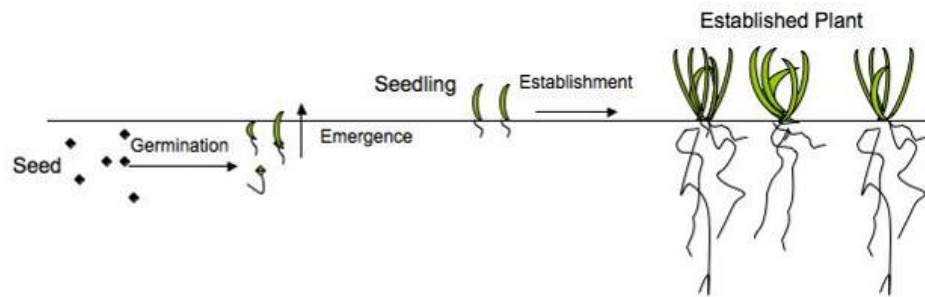 Established Plant
Seedling
Establishment
Germination
Emergence
Seed